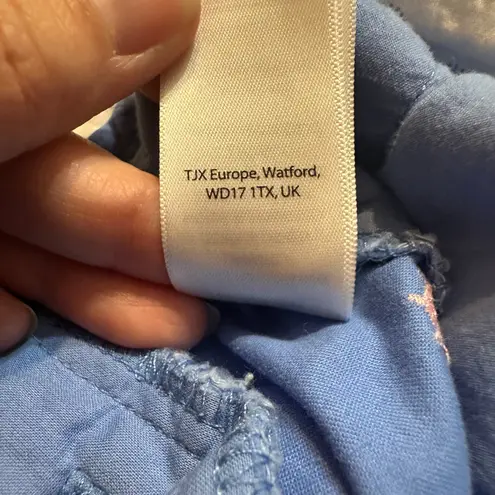 TJX Europe, Watford,
WD17 1TX, UK